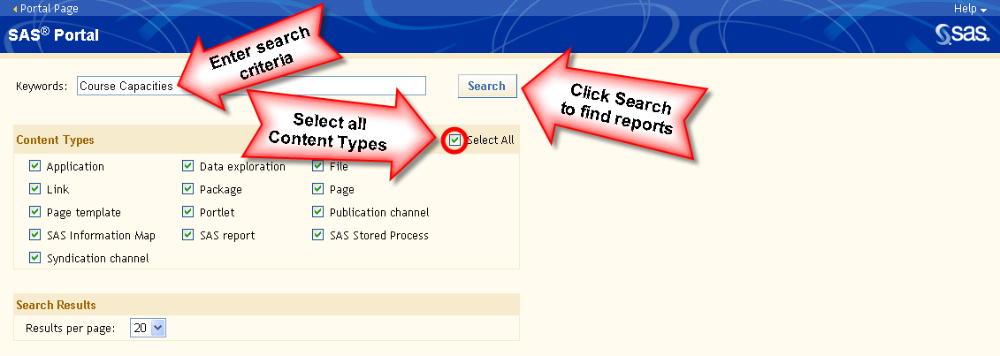 Portal Page
Help
SAS® Portal
sas.
Enter search
criteria
Keywords: Course Capacities
Search
Click Search
to find reports
Select all
Content Types
Content Types
Select All
Application Data exploration File
Link Package Page
Page template Portlet Publication channel
SAS Information Map SAS report SAS Stored Process
Syndication channel
Search Results
Results per page: 20